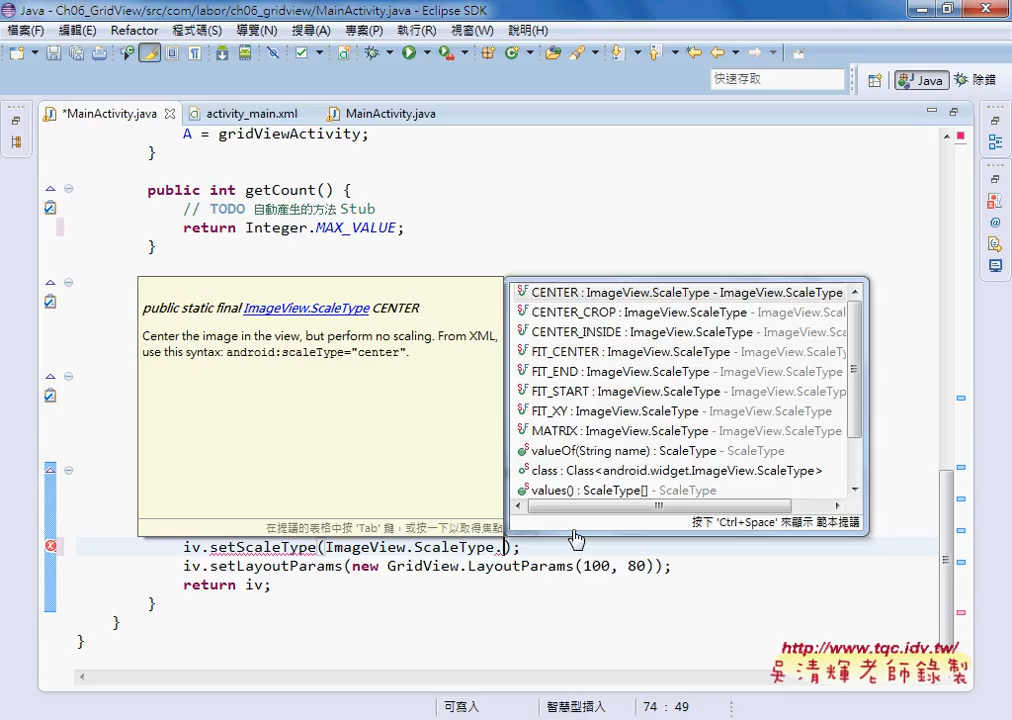 Java - Ch06_GridView/src/com/labor/ch06_gridview/MainActivity.java - Eclipse SDK
檔案(F) 編輯(E) Refactor 程式碼(S) 導覽(N) 搜尋(A) 專案(P) 執行(R) 視窗(W) 說明(H)
快速存取
Java
除錯
*MainActivity.java
activity_main.xml
MainActivity.java
A = gridViewActivity;
}
public int getCount() {
// TODO 自動產生的方法 Stub
return Integer.MAX_VALUE;
}
public static final ImageView.ScaleType CENTER
Center the image in the view, but perform no scaling. From XML,
use this syntax: android:scaleType="center".
在提議的表格中按 'Tab' 鍵，或按一下以取得焦點
CENTER : ImageView.ScaleType - ImageView.ScaleType
CENTER_CROP : ImageView.ScaleType - ImageView.Scal
CENTER_INSIDE : ImageView.ScaleType - ImageView.Sca
FIT_CENTER : ImageView.ScaleType - ImageView.ScaleTy
FIT_END : ImageView.ScaleType - ImageView.ScaleType
FIT_START : ImageView.ScaleType - ImageView.ScaleType
FIT_XY : ImageView.ScaleType - ImageView.ScaleType
MATRIX : ImageView.ScaleType - ImageView.ScaleType
valueOf(String name) : ScaleType - ScaleType
class : Class<android.widget.ImageView.ScaleType>
values() : ScaleType[] - ScaleType
按下 'Ctrl+Space' 來顯示 範本提議
iv.setScaleType(ImageView.ScaleType.);
iv.setLayoutParams(new GridView.LayoutParams(100, 80));
return iv;
}
}
}
http://www.tqc.idv.tw/
吳清輝老師錄製
可寫入
智慧型插入
74 : 49